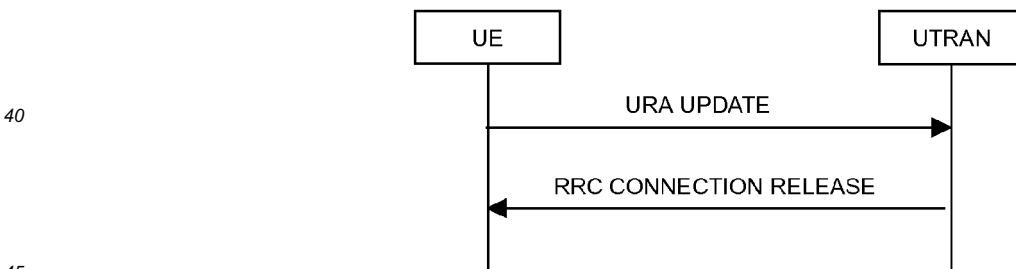 UE UTRAN
40 URA UPDATE
RRC CONNECTION RELEASE